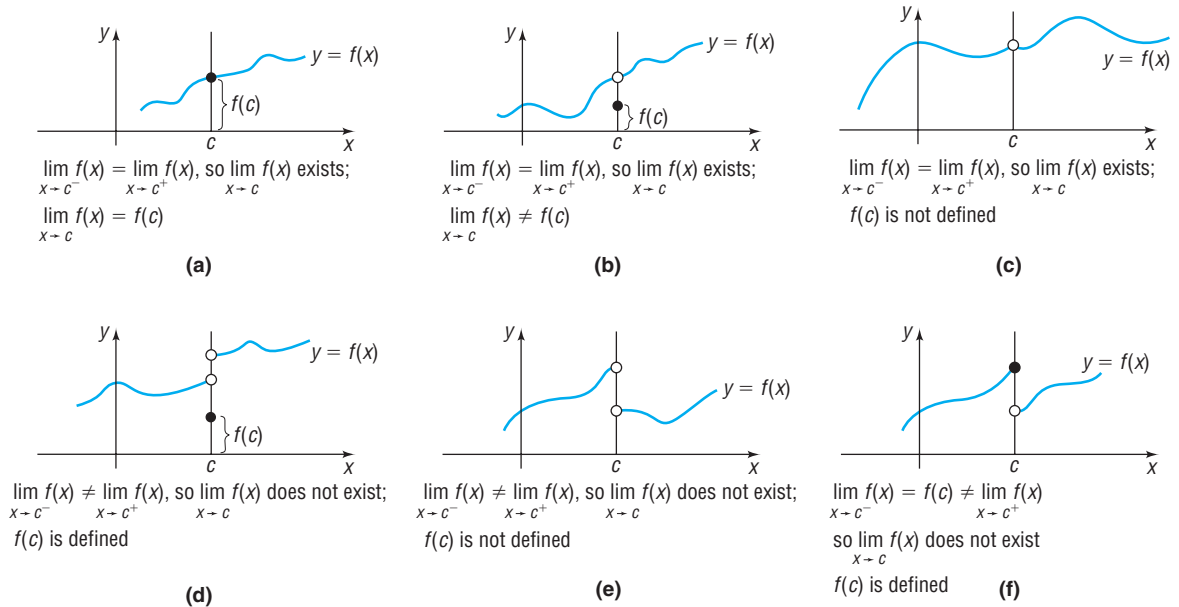 y
y = f(x)
f(c)
c
x
lim f(x) = lim f(x), so lim f(x) exists;
x→c⁻ x→c⁺ x→c
lim f(x) = f(c)
x→c
(a)
y
y = f(x)
f(c)
c
x
lim f(x) = lim f(x), so lim f(x) exists;
x→c⁻ x→c⁺ x→c
lim f(x) ≠ f(c)
x→c
(b)
y
y = f(x)
c
x
lim f(x) = lim f(x), so lim f(x) exists;
x→c⁻ x→c⁺ x→c
f(c) is not defined
(c)
y
y = f(x)
f(c)
c
x
lim f(x) ≠ lim f(x), so lim f(x) does not exist;
x→c⁻ x→c⁺ x→c
f(c) is defined
(d)
y
y = f(x)
c
x
lim f(x) ≠ lim f(x), so lim f(x) does not exist;
x→c⁻ x→c⁺ x→c
f(c) is not defined
(e)
y
y = f(x)
c
x
lim f(x) = f(c) ≠ lim f(x)
x→c⁻ x→c⁺
so lim f(x) does not exist
x→c
f(c) is defined
(f)